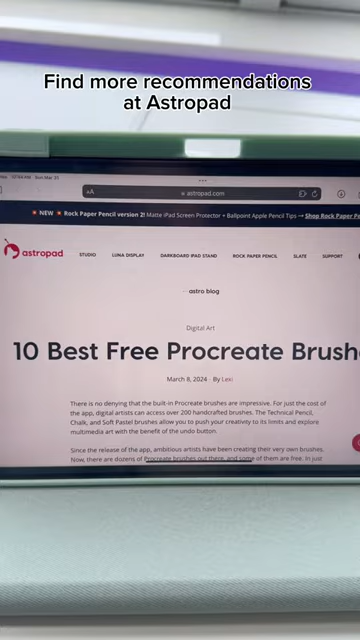 Find more recommendations
at Astropad
Sun Mar 31
AA
astropad.com
NEW Rock Paper Pencil version 2! Matte iPad Screen Protector + Ballpoint Apple Pencil Tips → Shop Rock Paper
astropad
STUDIO LUNA DISPLAY DARKBOARD IPAD STAND ROCK PAPER PENCIL SLATE SUPPORT
astro blog
Digital Art
10 Best Free Procreate Brush
March 8, 2024 · By Lexi
There is no denying that the built-in Procreate brushes are impressive. For just the cost of
the app, digital artists can access over 200 handcrafted brushes. The Technical Pencil,
Chalk, and Soft Pastel brushes allow you to push your creativity to its limits and explore
multimedia art with the benefit of the undo button.
Since the release of the app, ambitious artists have been creating their very own brushes.
Now, there are dozens of Procreate brushes out there, and some of them are free. In just